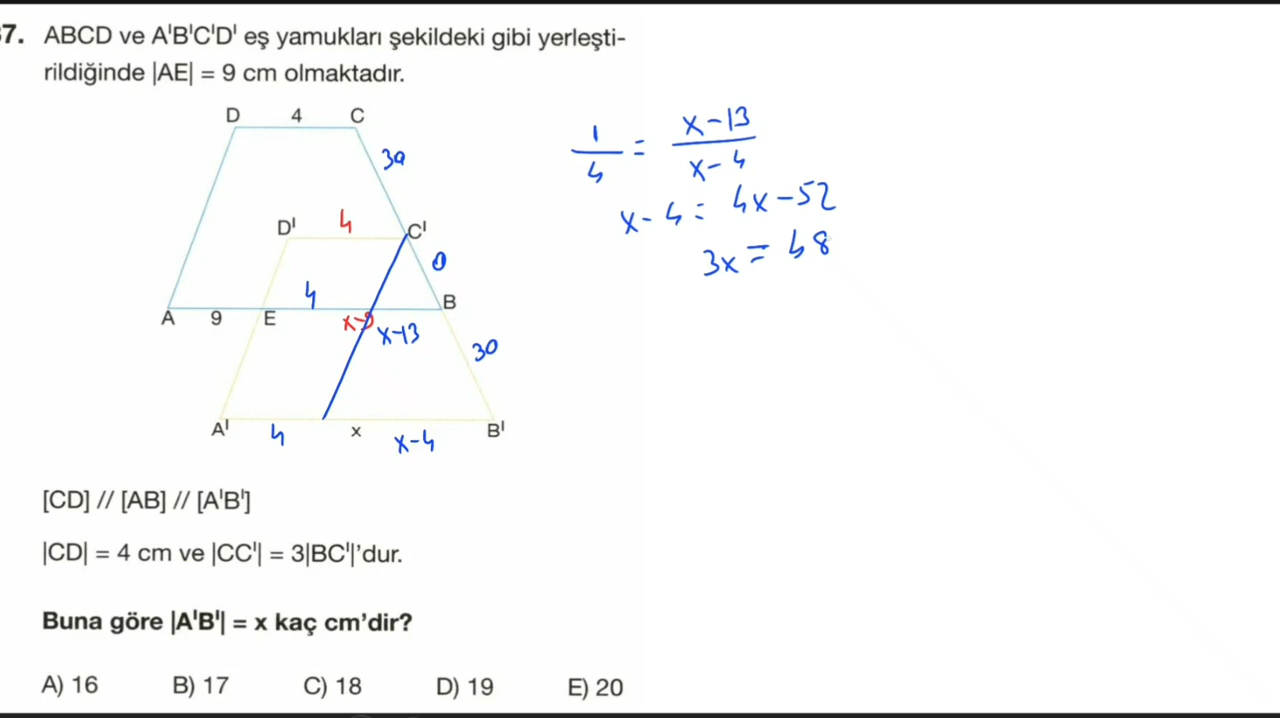 37. ABCD ve A'B'C'D' eş yamukları şekildeki gibi yerleşti-
rildiğinde |AE| = 9 cm olmaktadır.
D 4 C
3a
D' 4 C'
a
4 B
A 9 E x-9 x-13
3a
A' 4 x x-4 B'
1/4 = x-13/x-4
x-4 = 4x-52
3x = 48
[CD] // [AB] // [A'B']
|CD| = 4 cm ve |CC'| = 3|BC'|'dur.
Buna göre |A'B'| = x kaç cm'dir?
A) 16 B) 17 C) 18 D) 19 E) 20